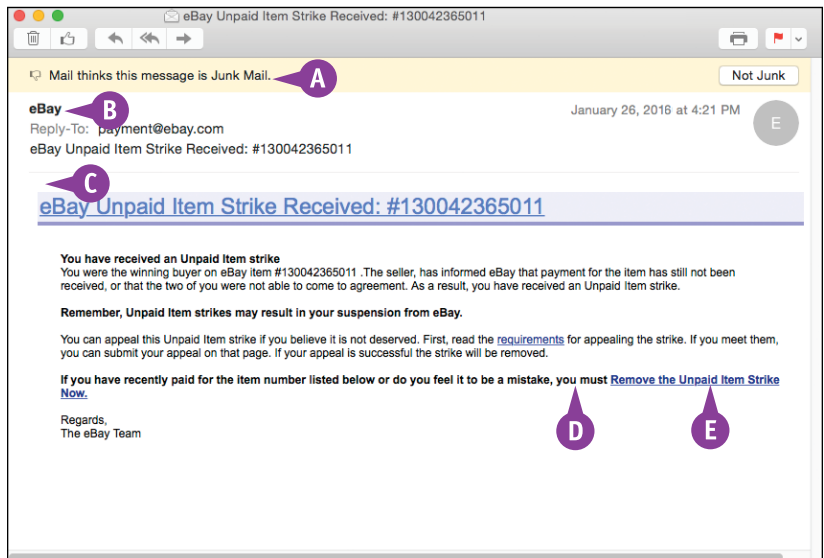 eBay Unpaid Item Strike Received: #130042365011
Mail thinks this message is Junk Mail.
A
Not Junk
eBay
B
January 26, 2016 at 4:21 PM
E
Reply-To: payment@ebay.com
eBay Unpaid Item Strike Received: #130042365011
C
eBay Unpaid Item Strike Received: #130042365011
You have received an Unpaid Item strike
You were the winning buyer on eBay item #130042365011 .The seller, has informed eBay that payment for the item has still not been
received, or that the two of you were not able to come to agreement. As a result, you have received an Unpaid Item strike.
Remember, Unpaid Item strikes may result in your suspension from eBay.
You can appeal this Unpaid Item strike if you believe it is not deserved. First, read the requirements for appealing the strike. If you meet them,
you can submit your appeal on that page. If your appeal is successful the strike will be removed.
If you have recently paid for the item number listed below or do you feel it to be a mistake, you must Remove the Unpaid Item Strike
Now.
Regards,
The eBay Team
D
E